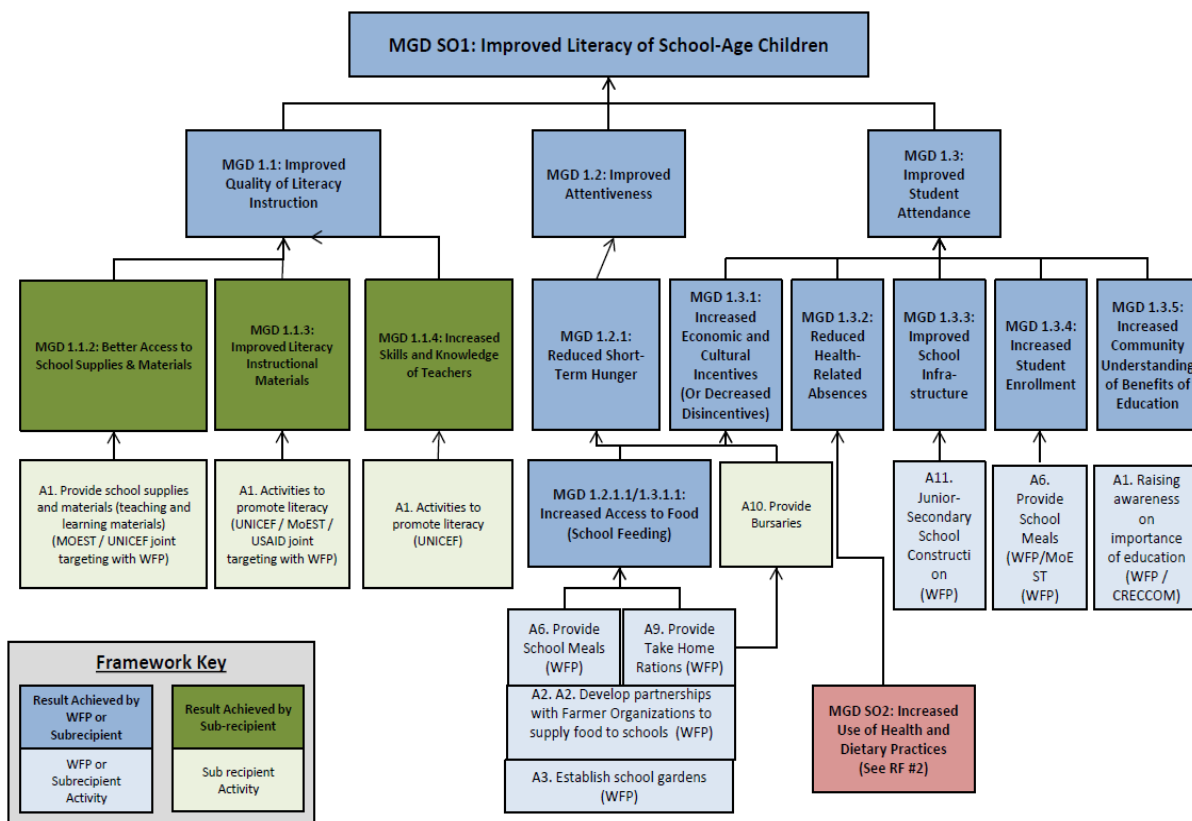 MGD SO1: Improved Literacy of School-Age Children
MGD 1.1: Improved
Quality of Literacy
Instruction
MGD 1.2: Improved
Attentiveness
MGD 1.3:
Improved
Student
Attendance
MGD 1.1.2: Better Access to
School Supplies & Materials
MGD 1.1.3:
Improved Literacy
Instructional
Materials
MGD 1.1.4: Increased
Skills and Knowledge
of Teachers
MGD 1.2.1:
Reduced Short-
Term Hunger
MGD 1.3.1:
Increased
Economic and
Cultural
Incentives
(Or Decreased
Disincentives)
MGD 1.3.2:
Reduced
Health-
Related
Absences
MGD 1.3.3:
Improved
School
Infra-
structure
MGD 1.3.4:
Increased
Student
Enrollment
MGD 1.3.5:
Increased
Community
Understanding
of Benefits of
Education
A1. Provide school supplies
and materials (teaching and
learning materials)
(MOEST / UNICEF joint
targeting with WFP)
A1. Activities to
promote literacy
(UNICEF / MoEST /
USAID joint
targeting with WFP)
A1. Activities to
promote literacy
(UNICEF)
MGD 1.2.1.1/1.3.1.1:
Increased Access to Food
(School Feeding)
A10. Provide
Bursaries
A11.
Junior-
Secondary
School
Constructi
on
(WFP)
A6.
Provide
School
Meals
(WFP/MoE
ST
(WFP)
A1. Raising
awareness
on
importance
of education
(WFP /
CRECCOM)
A6. Provide
School Meals
(WFP)
A9. Provide
Take Home
Rations (WFP)
A2. A2. Develop partnerships
with Farmer Organizations to
supply food to schools (WFP)
A3. Establish school gardens
(WFP)
MGD SO2: Increased
Use of Health and
Dietary Practices
(See RF #2)
Framework Key
Result Achieved by
WFP or
Subrecipient
Result Achieved by
Sub-recipient
WFP or
Subrecipient
Activity
Sub recipient
Activity